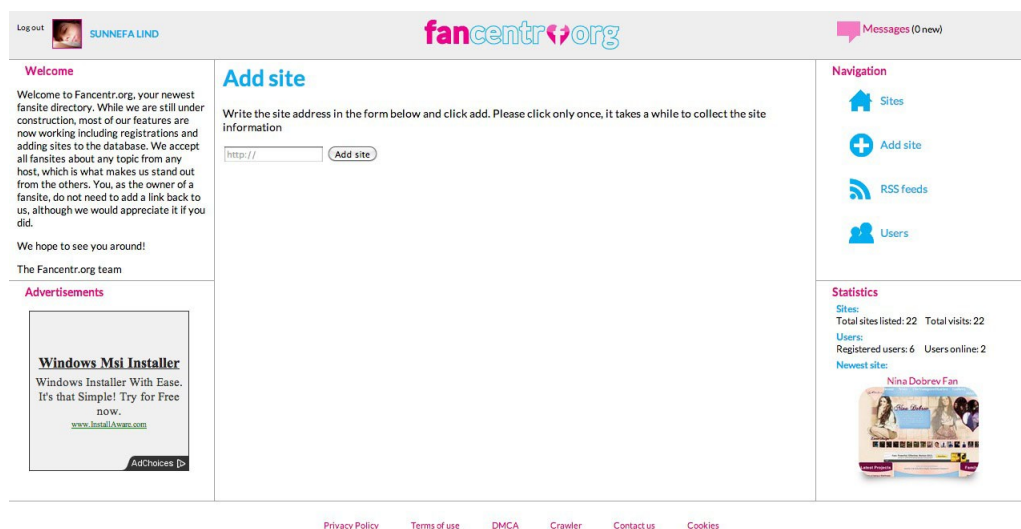 Log out
SUNNEFA LIND
fancentr org
Messages (0 new)
Welcome
Welcome to Fancentr.org, your newest
fansite directory. While we are still under
construction, most of our features are
now working including registrations and
adding sites to the database. We accept
all fansites about any topic from any
host, which is what makes us stand out
from the others. You, as the owner of a
fansite, do not need to add a link back to
us, although we would appreciate it if you
did.
We hope to see you around!
The Fancentr.org team
Add site
Write the site address in the form below and click add. Please click only once, it takes a while to collect the site
information
http://
Add site
Navigation
Sites
Add site
RSS feeds
Users
Advertisements
Windows Msi Installer
Windows Installer With Ease.
It's that Simple! Try for Free
now.
www.InstallAware.com
AdChoices
Statistics
Sites:
Total sites listed: 22 Total visits: 22
Users:
Registered users: 6 Users online: 2
Newest site:
Nina Dobrev Fan
Nina Dobrev
Latest Projects
Privacy Policy Terms of use DMCA Crawler Contact us Cookies